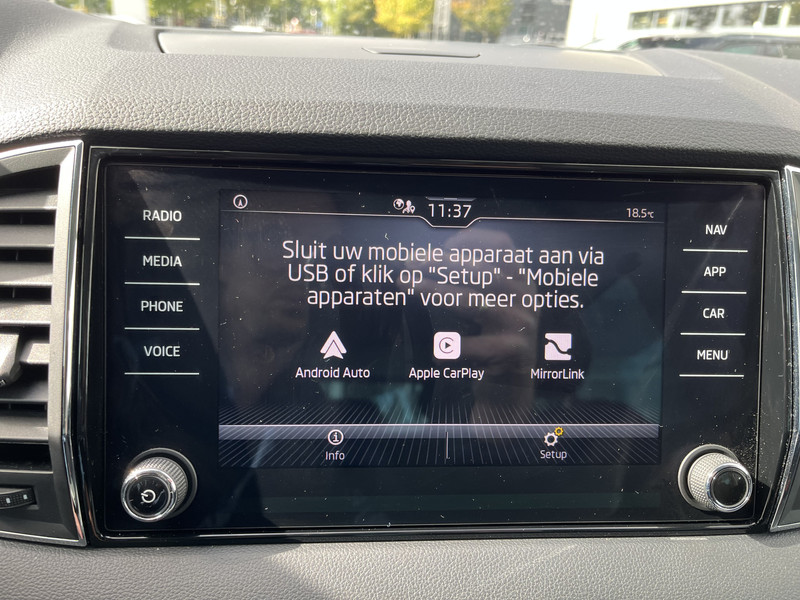 RADIO
MEDIA
PHONE
VOICE
11:37
18.5°C
Sluit uw mobiele apparaat aan via
USB of klik op "Setup" - "Mobiele
apparaten" voor meer opties.
Android Auto
Apple CarPlay
MirrorLink
Info
Setup
NAV
APP
CAR
MENU